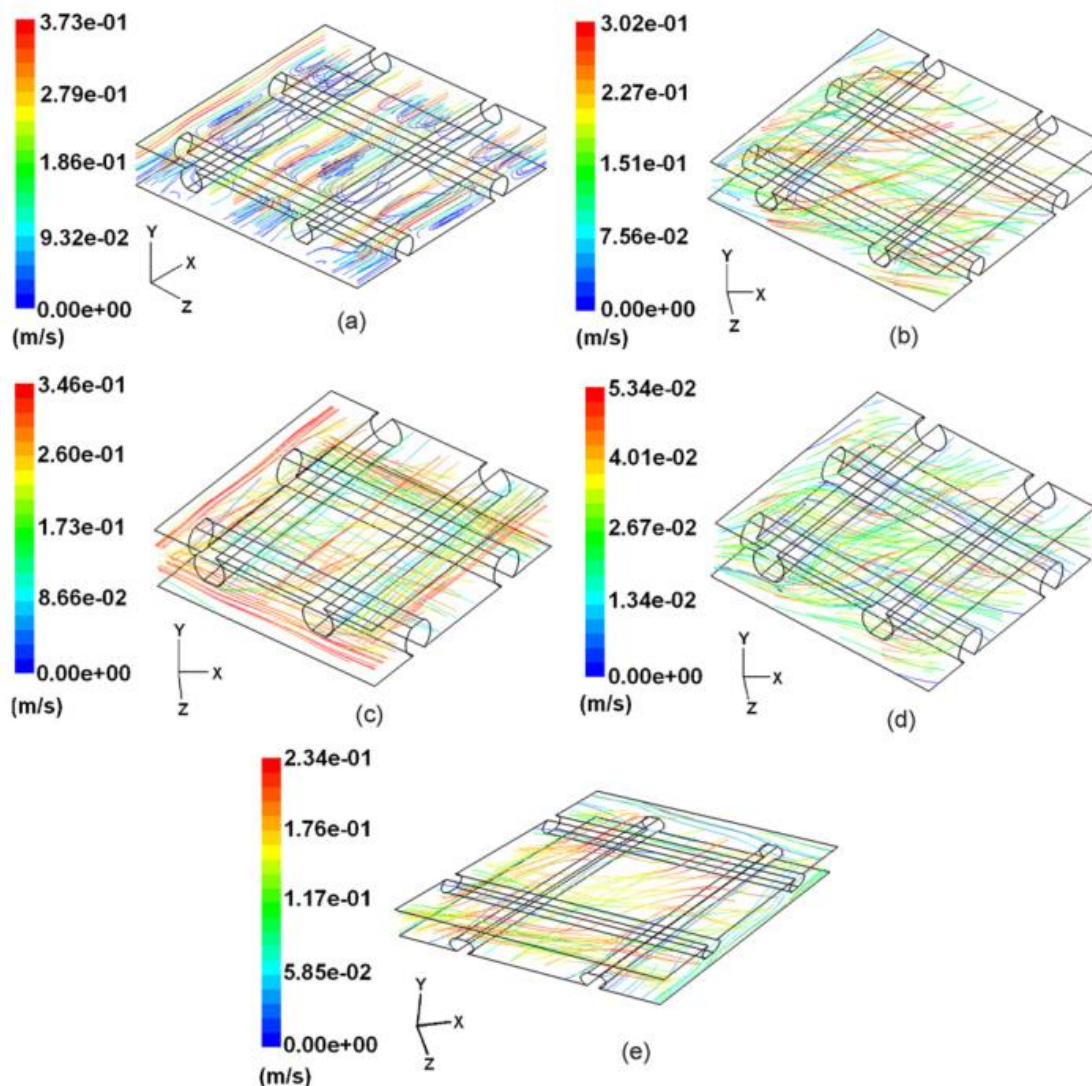 3.73e-01
2.79e-01
1.86e-01
9.32e-02
0.00e+00
(m/s)
Y
X
Z
(a)
3.02e-01
2.27e-01
1.51e-01
7.56e-02
0.00e+00
(m/s)
Y
X
Z
(b)
3.46e-01
2.60e-01
1.73e-01
8.66e-02
0.00e+00
(m/s)
Y
X
Z
(c)
5.34e-02
4.01e-02
2.67e-02
1.34e-02
0.00e+00
(m/s)
Y
X
Z
(d)
2.34e-01
1.76e-01
1.17e-01
5.85e-02
0.00e+00
(m/s)
Y
X
Z
(e)